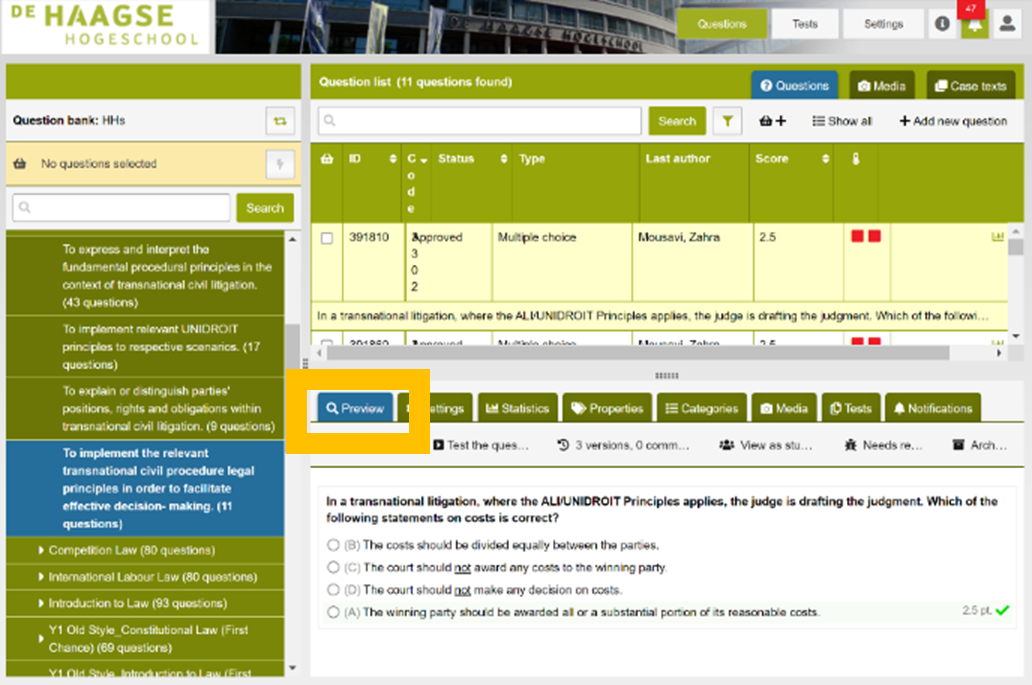 DE HAAGSE
HOGESCHOOL
DE HAAGSE HOGESCHOOL
Questions
Tests
Settings
47
Question bank: HHs
No questions selected
Search
To express and interpret the
fundamental procedural principles in the
context of transnational civil litigation.
(43 questions)
To implement relevant UNIDROIT
principles to respective scenarios. (17
questions)
To explain or distinguish parties'
positions, rights and obligations within
transnational civil litigation. (9 questions)
To implement the relevant
transnational civil procedure legal
principles in order to facilitate
effective decision- making. (11
questions)
Competition Law (80 questions)
International Labour Law (80 questions)
Introduction to Law (93 questions)
Y1 Old Style_Constitutional Law (First
Chance) (69 questions)
Y1 Old Style_Introduction to Law (First
Question list (11 questions found)
Questions
Media
Case texts
Search
Show all
+ Add new question
ID
Code
Status
Type
Last author
Score
391810
Approved
Multiple choice
Mousavi, Zahra
2.5
3
0
2
In a transnational litigation, where the ALI/UNIDROIT Principles applies, the judge is drafting the judgment. Which of the followi...
391860
Approved
Multiple choice
Mousavi, Zahra
2.5
Preview
ettings
Statistics
Properties
Categories
Media
Tests
Notifications
Test the ques...
3 versions, 0 comm...
View as stu...
Needs re...
Arch...
In a transnational litigation, where the ALI/UNIDROIT Principles applies, the judge is drafting the judgment. Which of the
following statements on costs is correct?
(B) The costs should be divided equally between the parties.
(C) The court should not award any costs to the winning party.
(D) The court should not make any decision on costs.
(A) The winning party should be awarded all or a substantial portion of its reasonable costs.
2.5 pt.